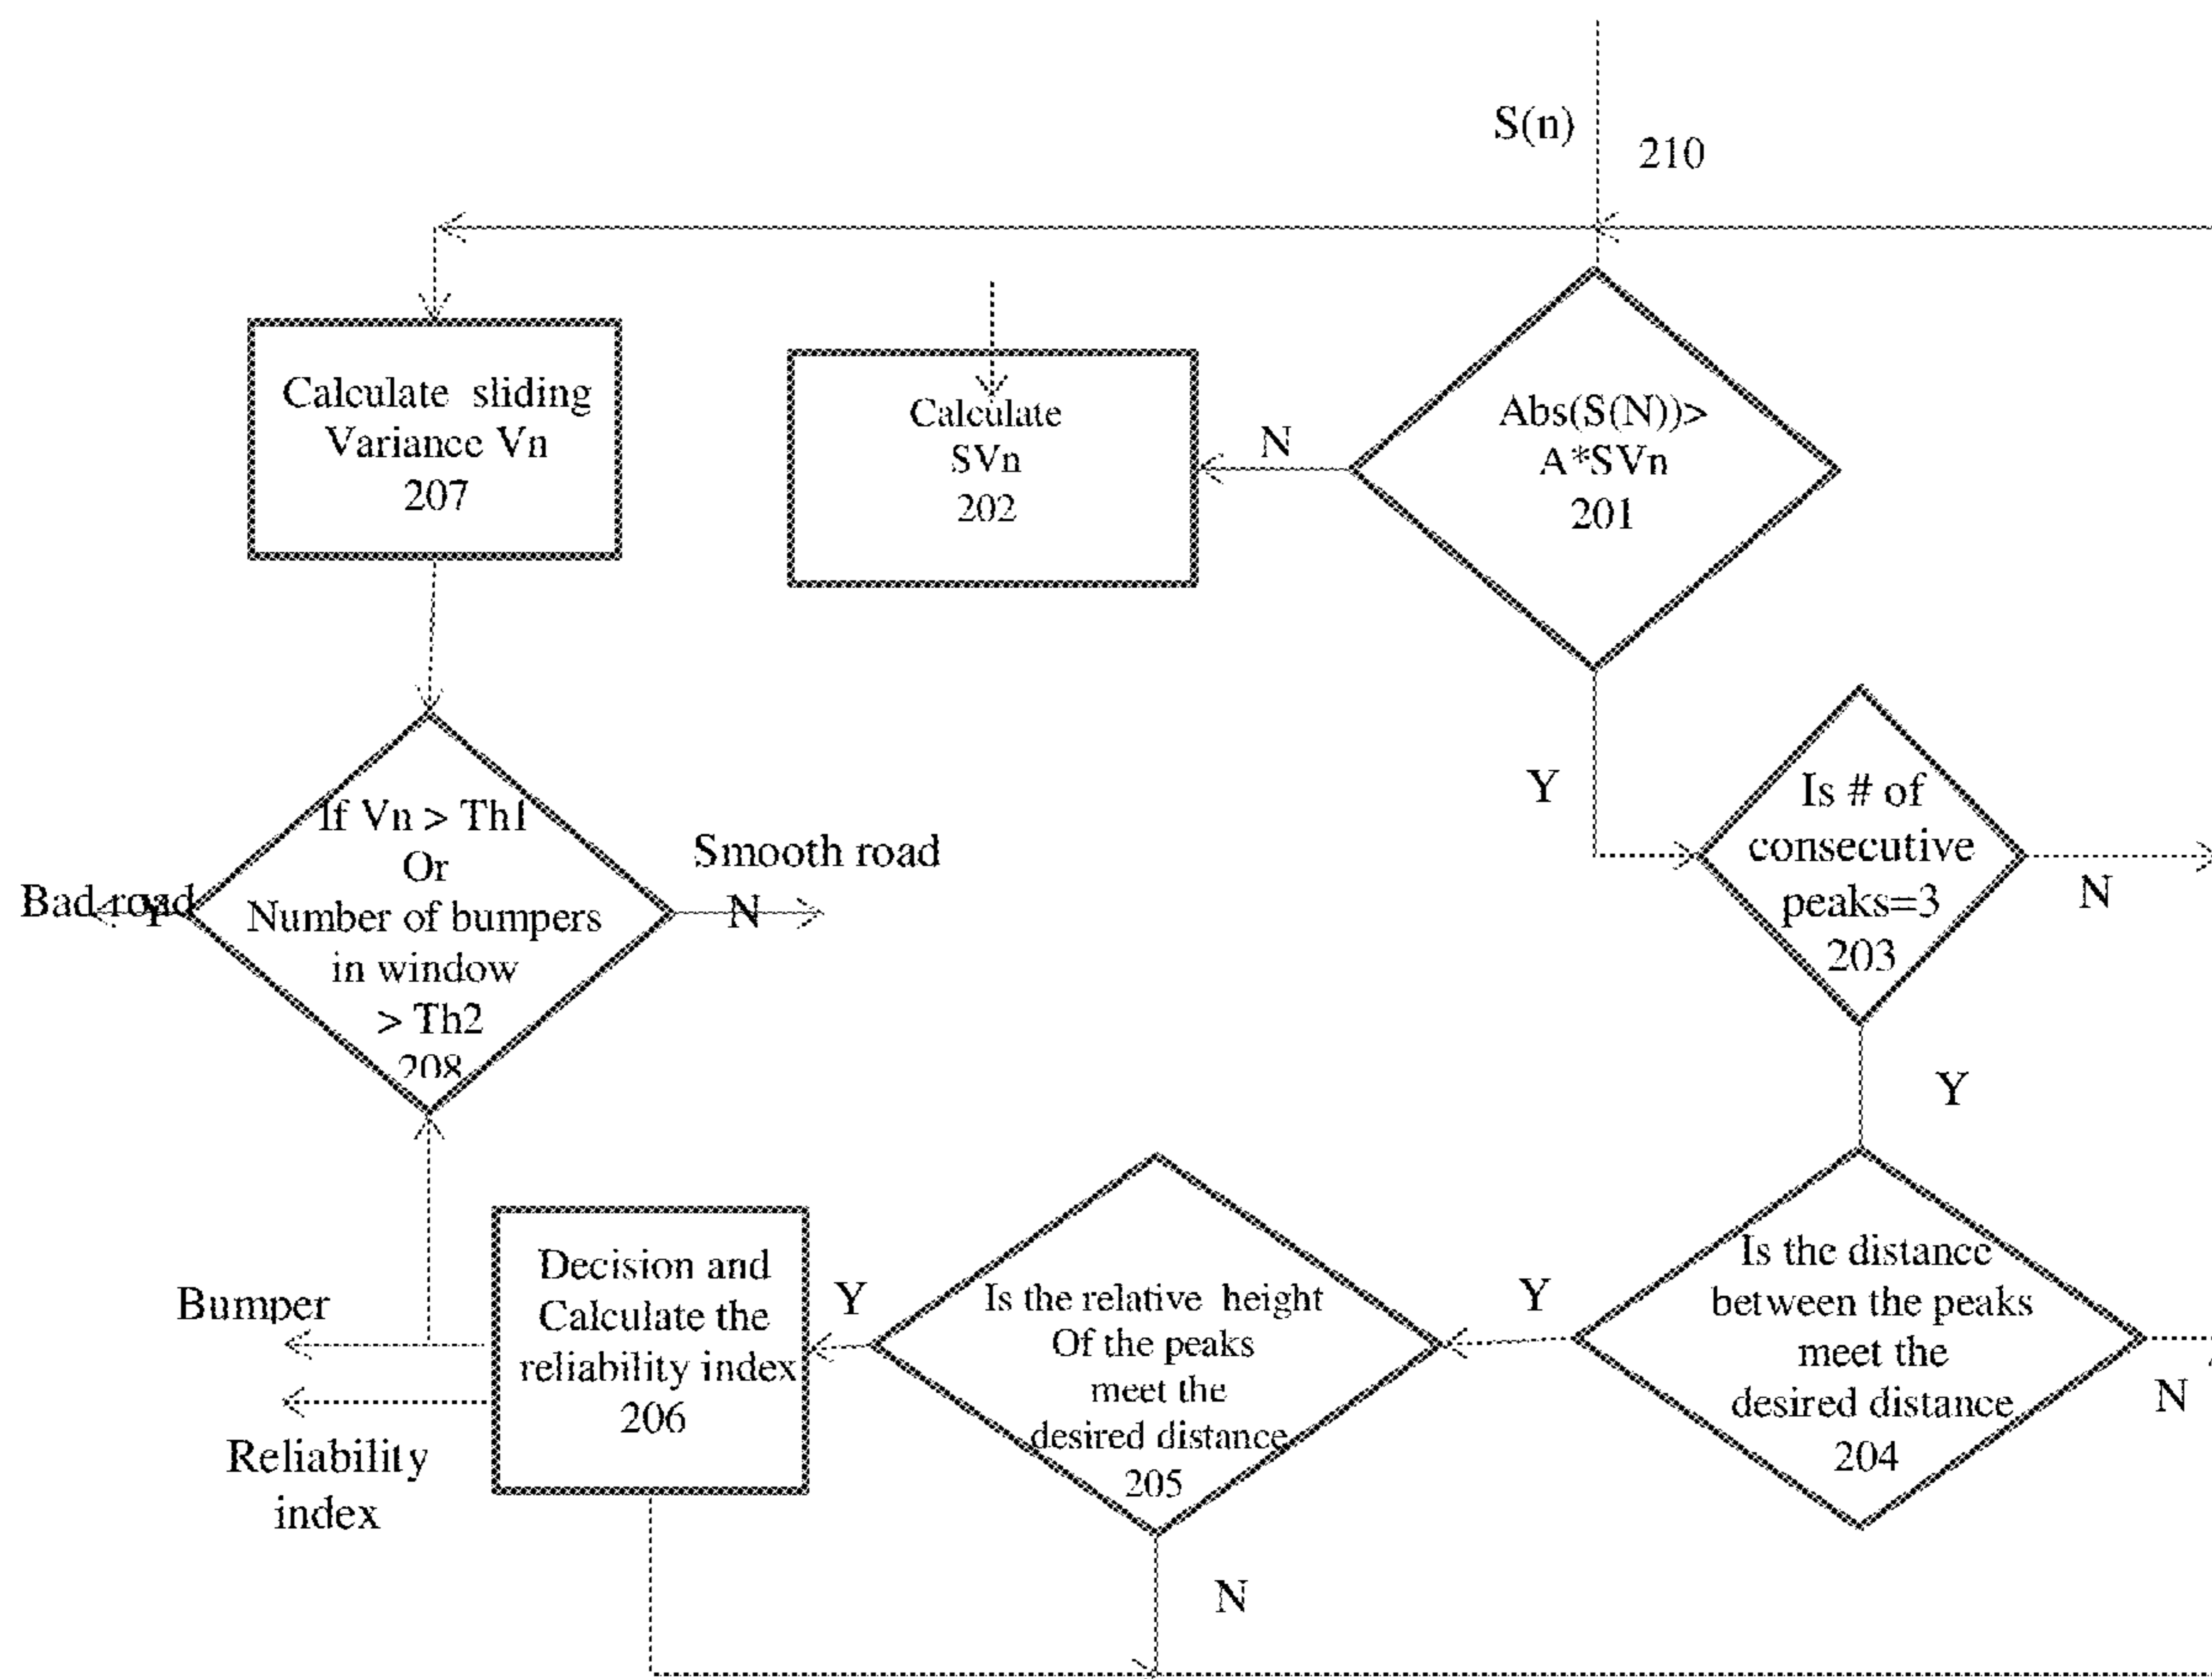 S(n)
210
Calculate sliding
Variance Vn
207
Calculate
SVn
202
N
Abs(S(N))>
A*SVn
201
Y
Is # of
consecutive
peaks=3
203
N
Y
If Vn > Th1
Or
Number of bumpers
in window
> Th2
208
Bad road
Y
Smooth road
N
Is the distance
between the peaks
meet the
desired distance
204
N
Y
Is the relative height
Of the peaks
meet the
desired distance
205
N
Y
Decision and
Calculate the
reliability index
206
Bumper
Reliability
index